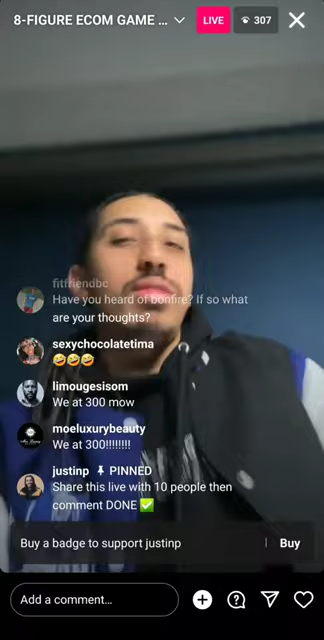 8-FIGURE ECOM GAME ...
LIVE
307
fitfriendbc
Have you heard of bonfire? If so what
are your thoughts?
sexychocolatetima
🤣🤣🤣
limougesisom
We at 300 mow
moeluxurybeauty
We at 300!!!!!!!!
justinp 📌 PINNED
Share this live with 10 people then
comment DONE ✅
Buy a badge to support justinp
Buy
Add a comment...